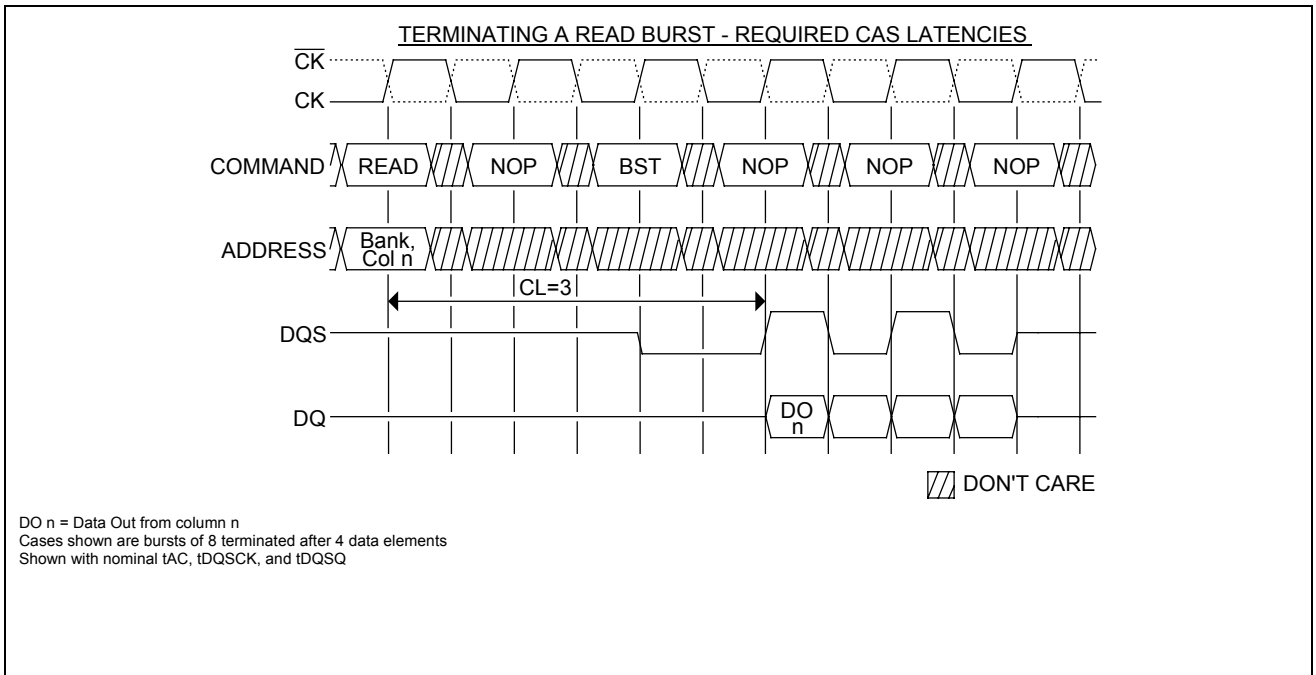 TERMINATING A READ BURST - REQUIRED CAS LATENCIES
CK
CK
COMMAND READ NOP BST NOP NOP NOP
ADDRESS Bank,
Col n
CL=3
DQS
DQ DO
n
DON'T CARE
DO n = Data Out from column n
Cases shown are bursts of 8 terminated after 4 data elements
Shown with nominal tAC, tDQSCK, and tDQSQ